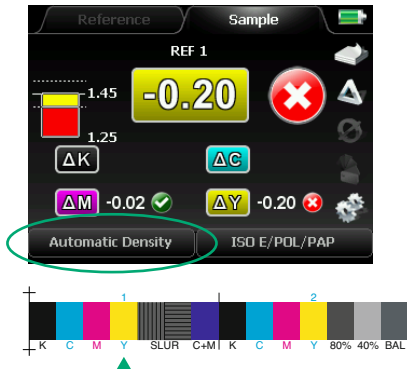 Reference Sample
REF 1
1.45
-0.20
1.25
ΔK ΔC
ΔM -0.02 ΔY -0.20
Automatic Density ISO E/POL/PAP
1 2
K C M Y SLUR C+M K C M Y 80% 40% BAL